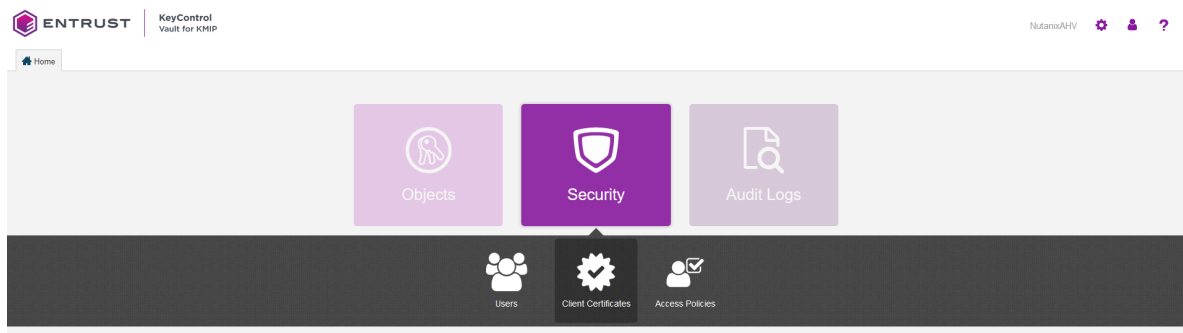 ENTRUST
KeyControl
Vault for KMIP
NutanixAHV
?
Home
Objects
Security
Audit Logs
Users
Client Certificates
Access Policies